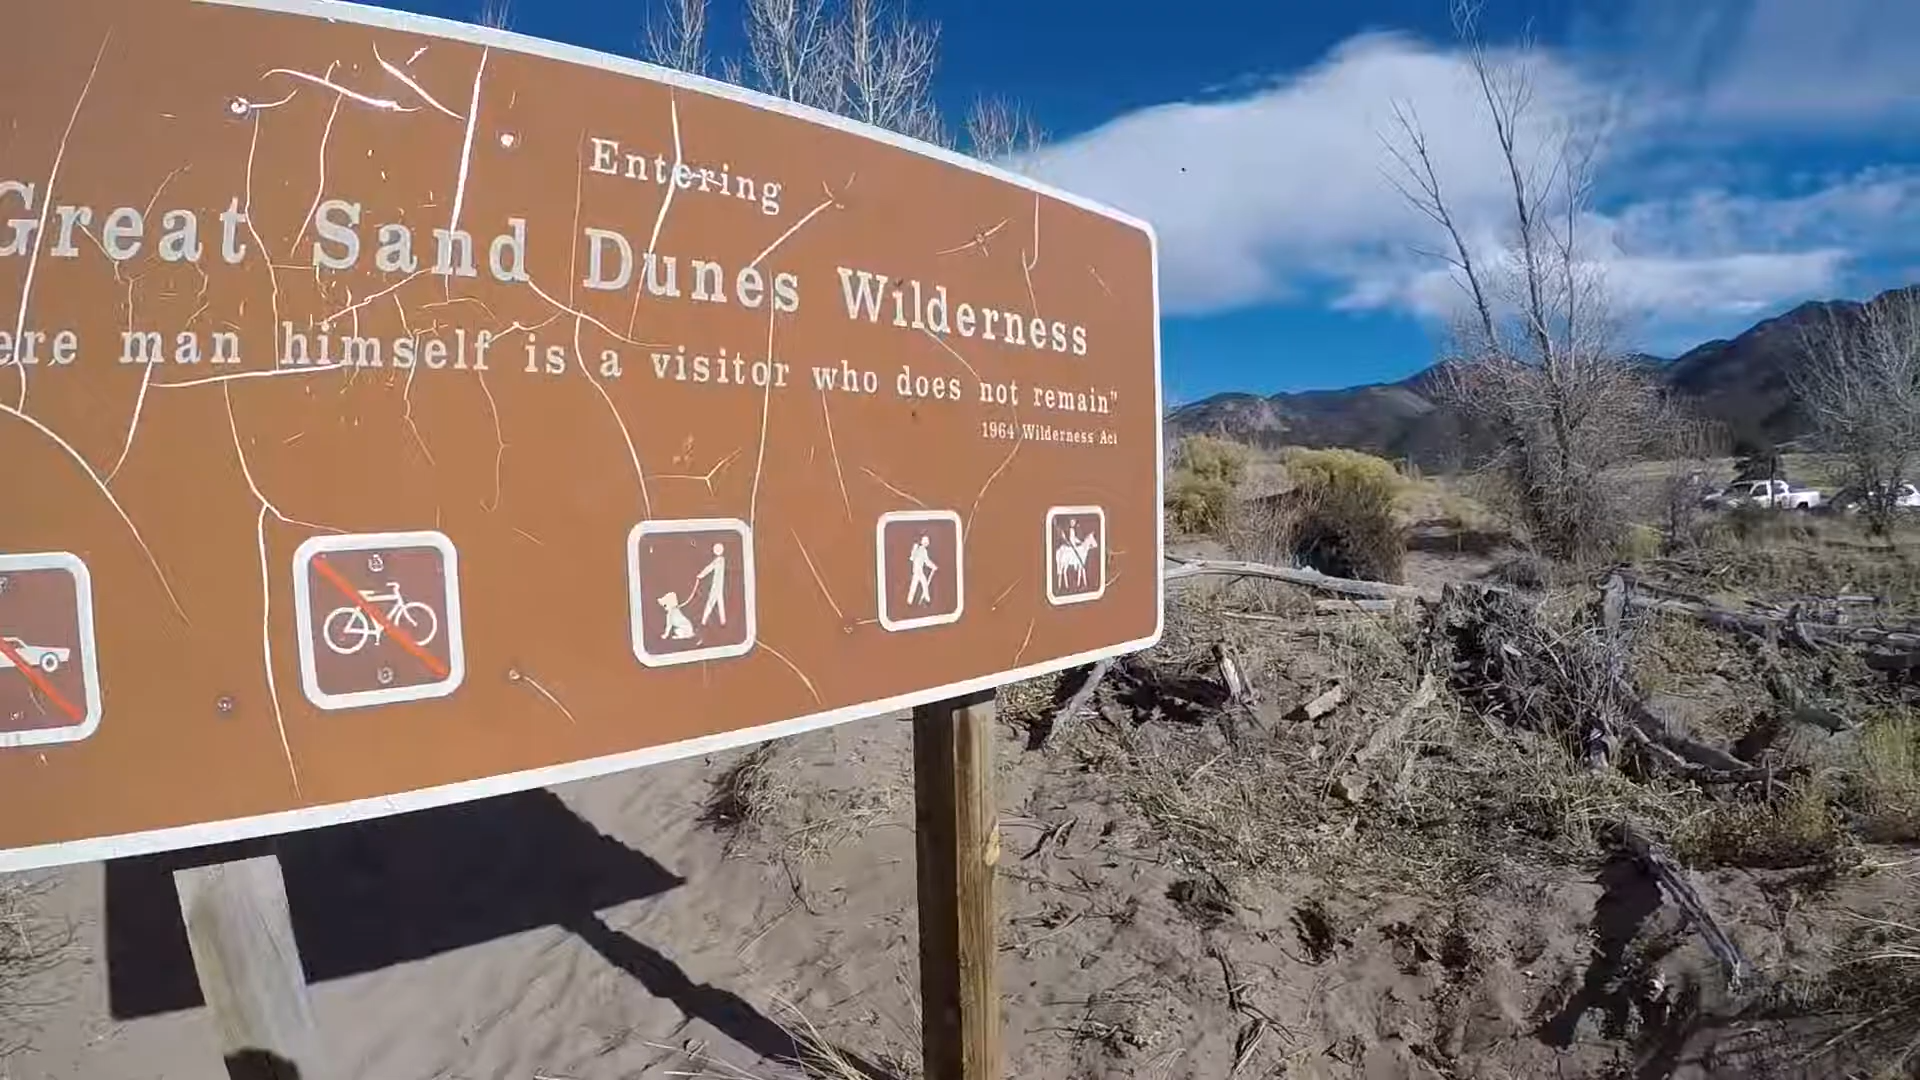 Entering
Great Sand Dunes Wilderness
ere man himself is a visitor who does not remain"
1964 Wilderness Act